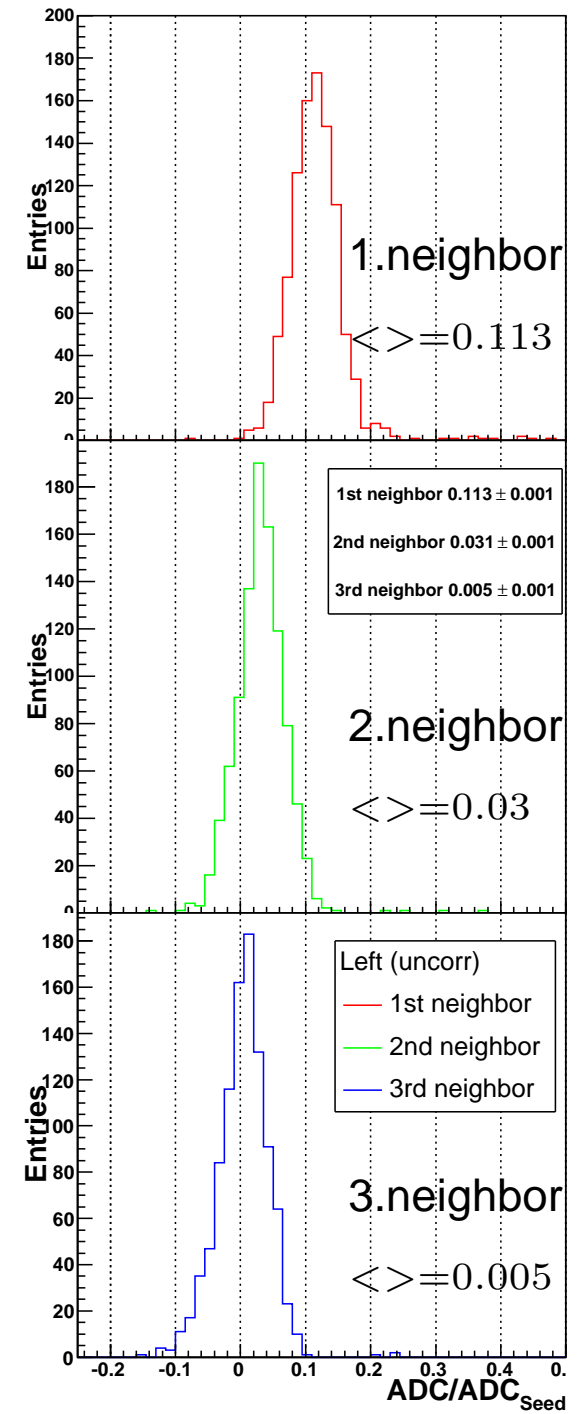 200
180
160
140
120
100
80
60
40
20
0
Entries
1.neighbor
<>=0.113
180
160
140
120
100
80
60
40
20
0
Entries
1st neighbor 0.113 ± 0.001
2nd neighbor 0.031 ± 0.001
3rd neighbor 0.005 ± 0.001
2.neighbor
<>=0.03
180
160
140
120
100
80
60
40
20
0
Entries
Left (uncorr)
1st neighbor
2nd neighbor
3rd neighbor
3.neighbor
<>=0.005
-0.2 -0.1 0 0.1 0.2 0.3 0.4 0.
ADC/ADC_Seed